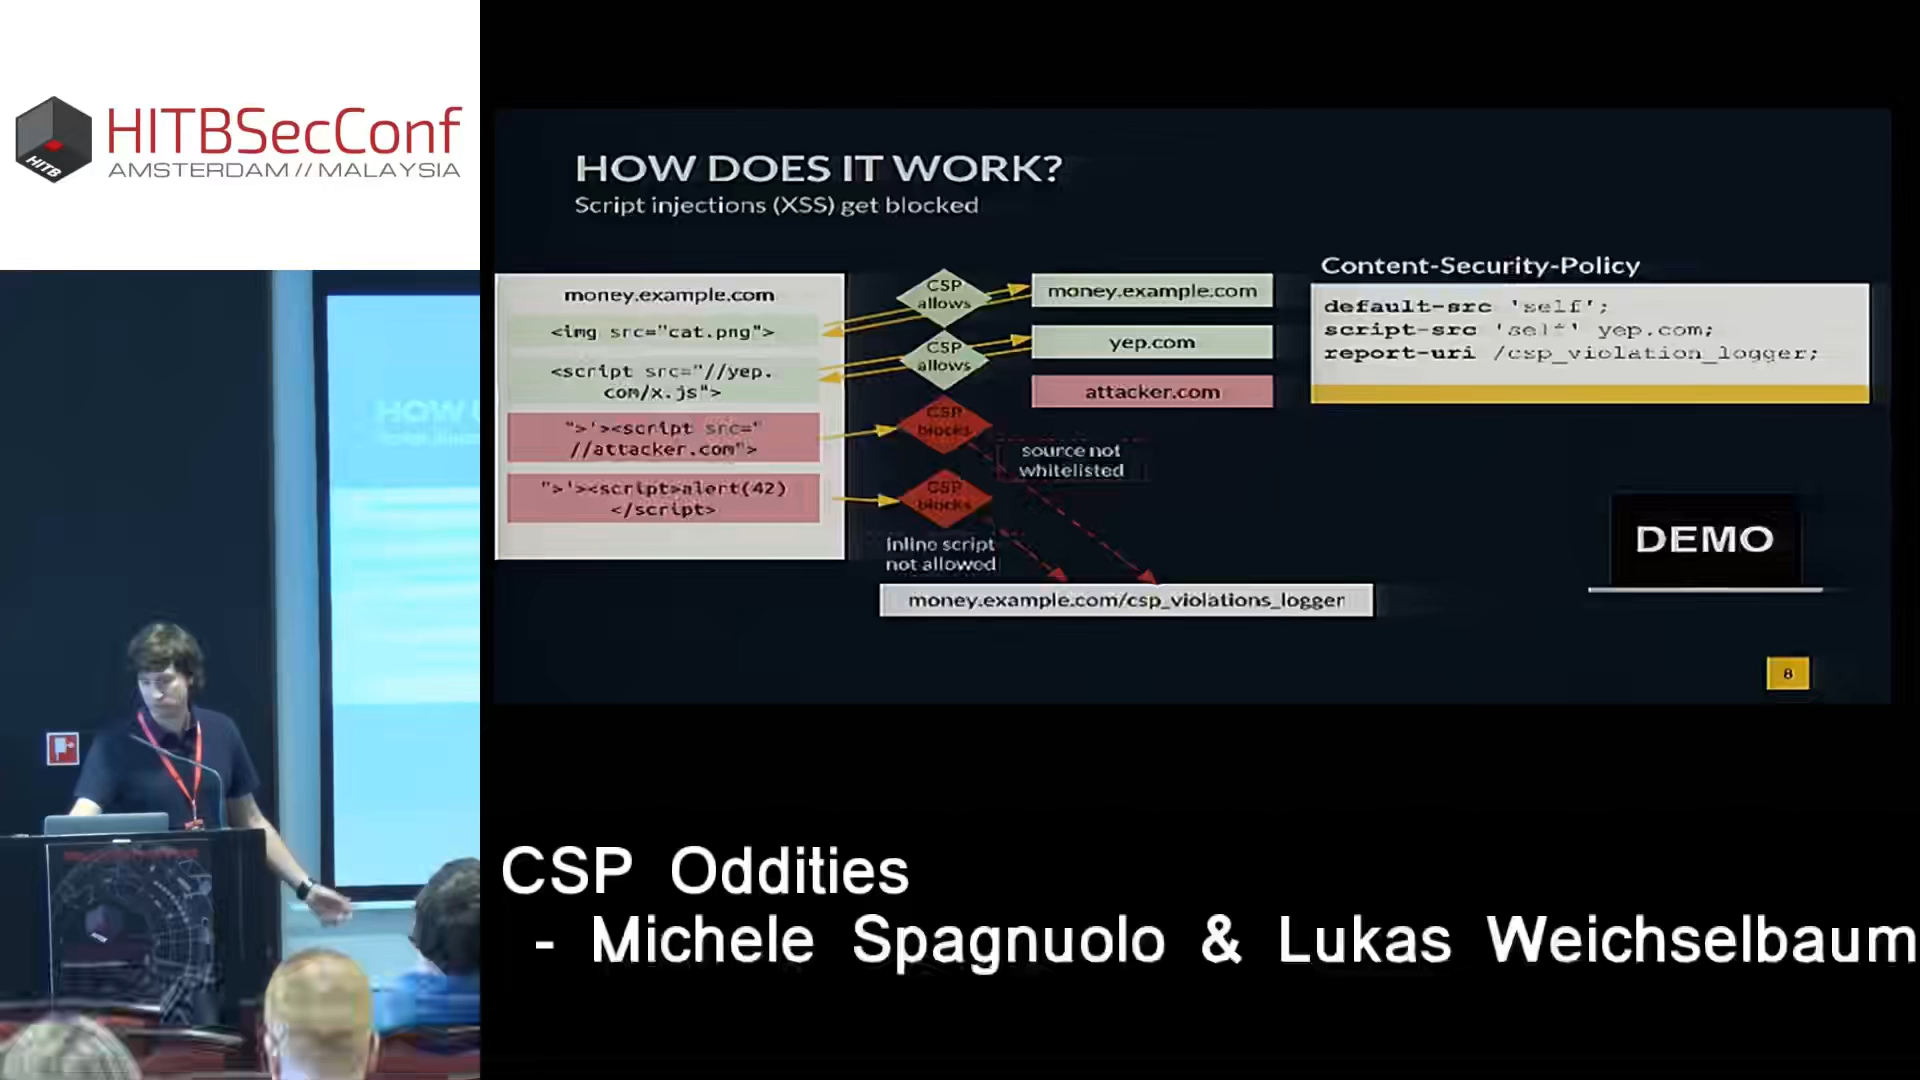 HITBSecConf
AMSTERDAM // MALAYSIA
HITB
HOW DOES IT WORK?
Script injections (XSS) get blocked
money.example.com
<img src="cat.png">
<script src="//yep.
com/x.js">
">'><script src="
//attacker.com">
">'><script>alert(42)
</script>
CSP
allows
CSP
allows
CSP
blocks
CSP
blocks
money.example.com
yep.com
attacker.com
source not
whitelisted
inline script
not allowed
money.example.com/csp_violations_logger
Content-Security-Policy
default-src 'self';
script-src 'self' yep.com;
report-uri /csp_violation_logger;
DEMO
8
CSP Oddities
- Michele Spagnuolo & Lukas Weichselbaum